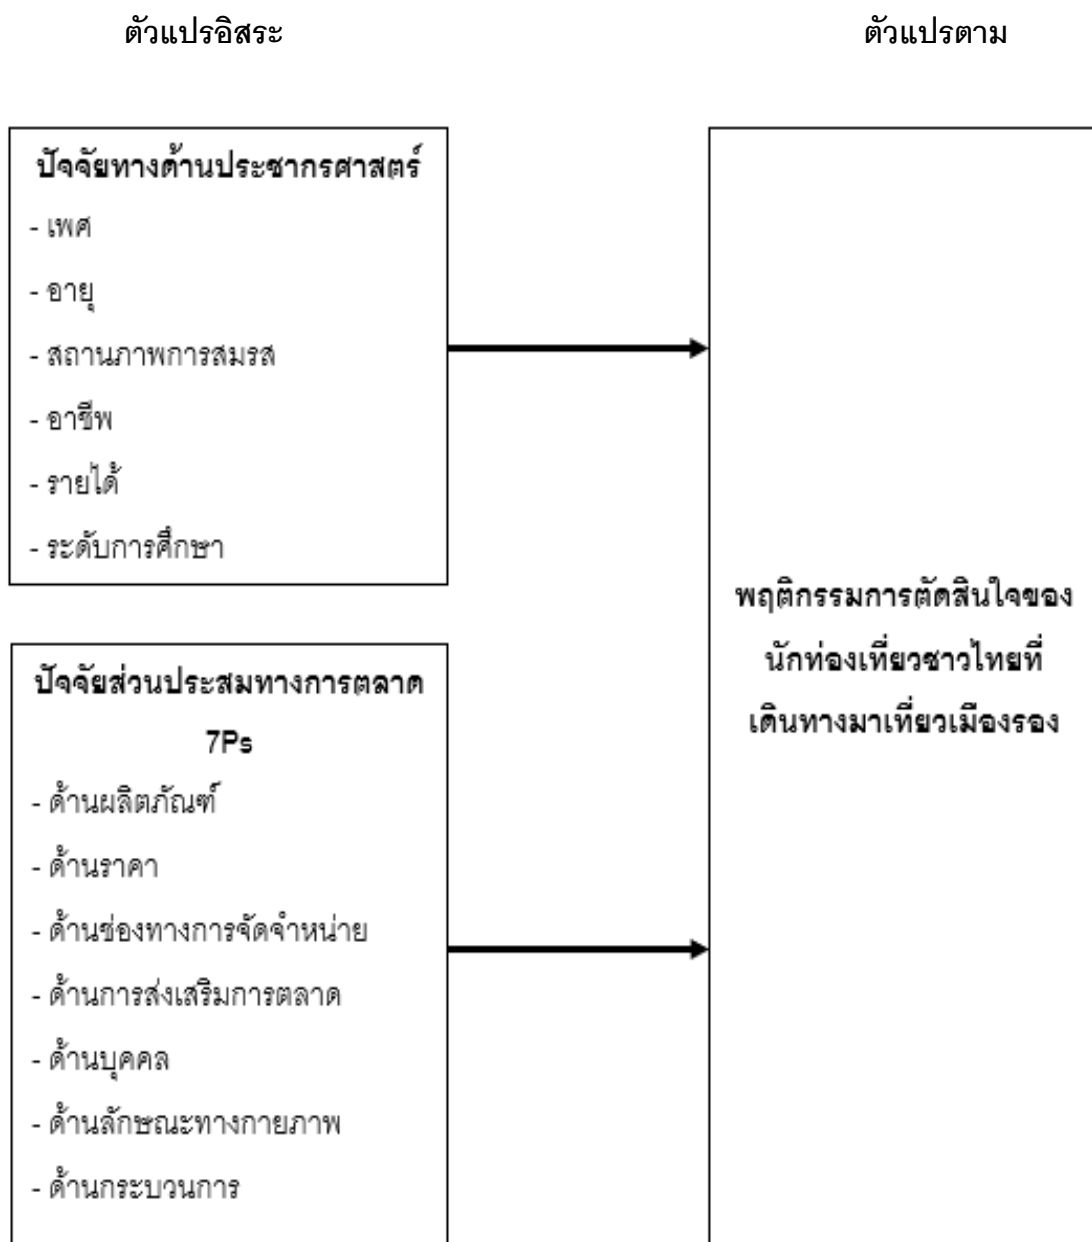 ตัวแปรอิสระ
ตัวแปรตาม
ปัจจัยทางด้านประชากรศาสตร์
- เพศ
- อายุ
- สถานภาพการสมรส
- อาชีพ
- รายได้
- ระดับการศึกษา
ปัจจัยส่วนประสมทางการตลาด
7Ps
- ด้านผลิตภัณฑ์
- ด้านราคา
- ด้านช่องทางการจัดจำหน่าย
- ด้านการส่งเสริมการตลาด
- ด้านบุคคล
- ด้านลักษณะทางกายภาพ
- ด้านกระบวนการ
พฤติกรรมการตัดสินใจของ
นักท่องเที่ยวชาวไทยที่
เดินทางมาเที่ยวเมืองรอง